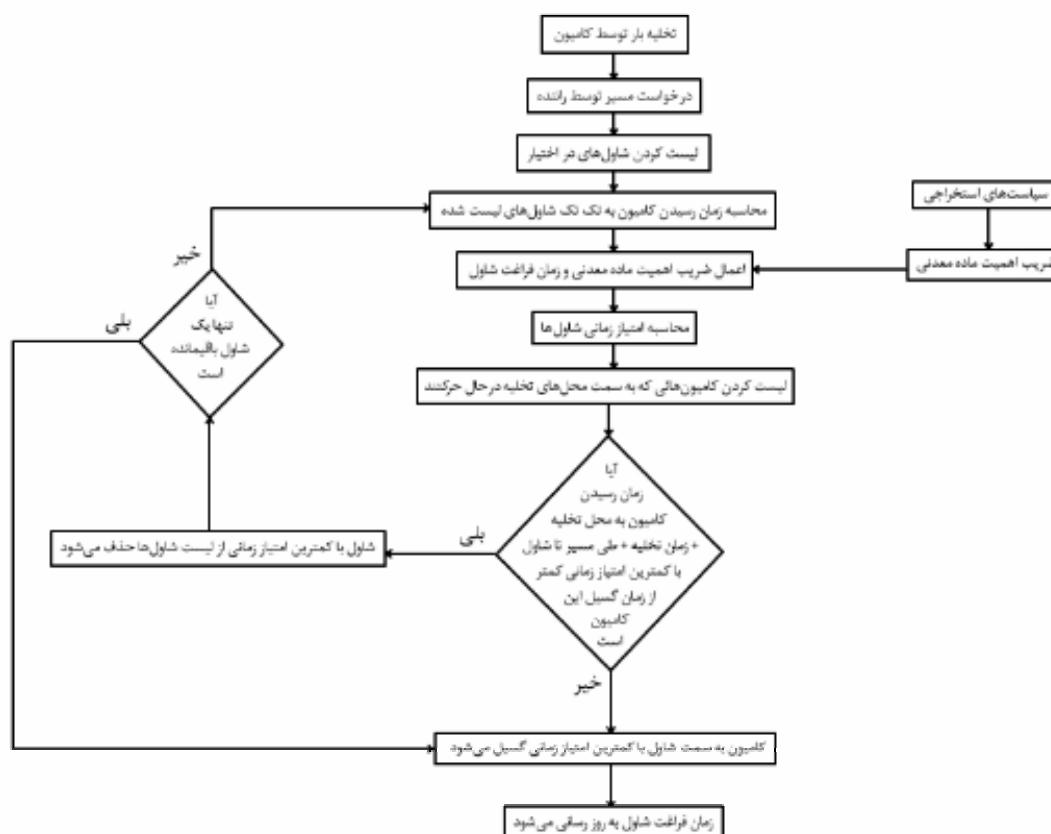 تخلیه بار توسط کامیون
درخواست مسیر توسط راننده
لیست کردن شاول‌های در اختیار
محاسبه زمان رسیدن کامیون به تک تک شاول‌های لیست شده
سیاست‌های استخراجی
ضریب اهمیت ماده معدنی
اعمال ضریب اهمیت ماده معدنی و زمان فراغت شاول
محاسبه امتیاز زمانی شاول‌ها
لیست کردن کامیون‌هائی که به سمت محل‌های تخلیه در حال حرکتند
آیا
زمان رسیدن
کامیون به محل تخلیه
+ زمان تخلیه + طی مسیر تا شاول
با کمترین امتیاز زمانی کمتر
از زمان گسیل این
کامیون
است
بلی
شاول با کمترین امتیاز زمانی از لیست شاول‌ها حذف می‌شود
آیا
تنها یک
شاول باقیمانده
است
خیر
بلی
خیر
کامیون به سمت شاول با کمترین امتیاز زمانی گسیل می‌شود
زمان فراغت شاول به روز رسانی می‌شود